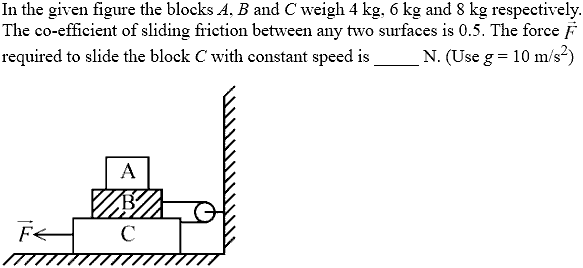 In the given figure the blocks A, B and C weigh 4 kg, 6 kg and 8 kg respectively.
The co-efficient of sliding friction between any two surfaces is 0.5. The force F⃗
required to slide the block C with constant speed is _____ N. (Use g = 10 m/s²)
A
B
F⃗
C